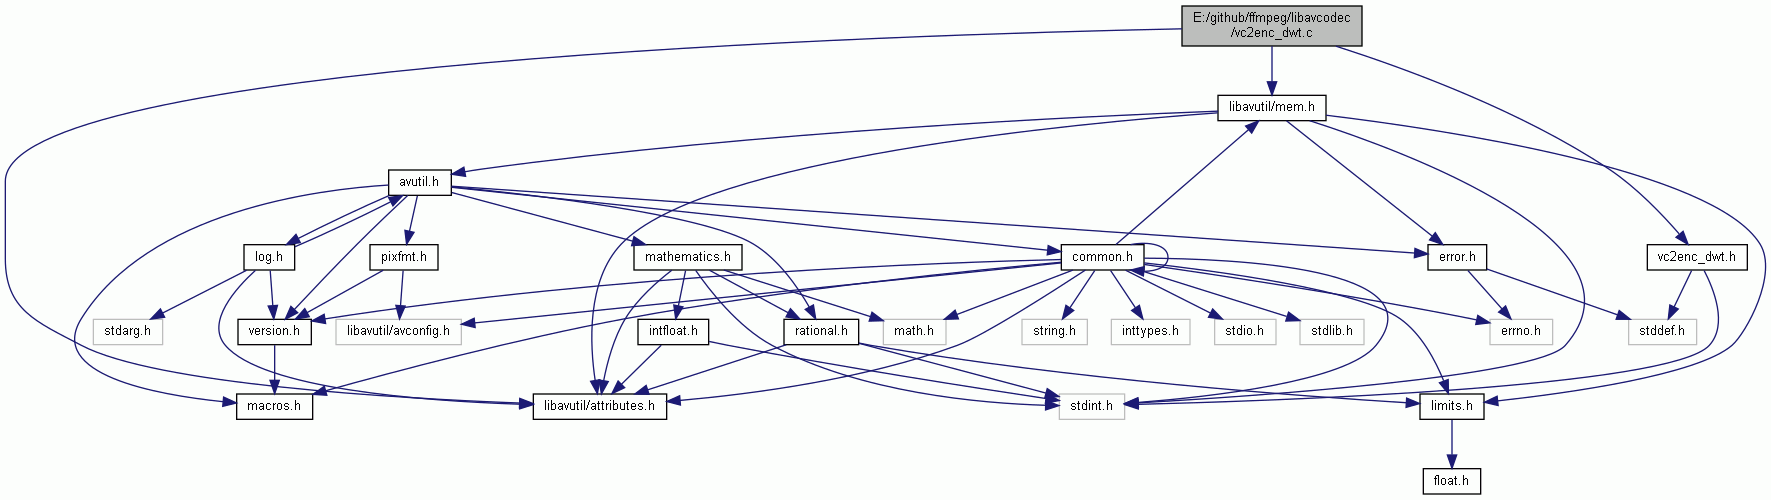 E:/github/ffmpeg/libavcodec
/vc2enc_dwt.c
libavutil/mem.h
avutil.h
log.h
pixfmt.h
mathematics.h
common.h
error.h
vc2enc_dwt.h
stdarg.h
version.h
libavutil/avconfig.h
intfloat.h
rational.h
math.h
string.h
inttypes.h
stdio.h
stdlib.h
errno.h
stddef.h
macros.h
libavutil/attributes.h
stdint.h
limits.h
float.h